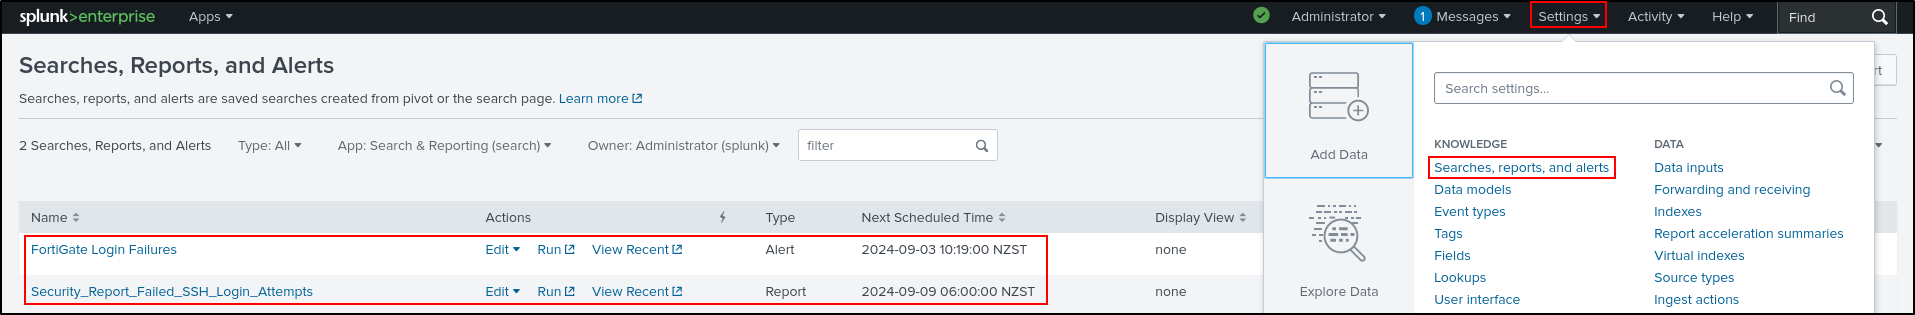 splunk>enterprise Apps Administrator 1 Messages Settings Activity Help Find
Searches, Reports, and Alerts
Searches, reports, and alerts are saved searches created from pivot or the search page. Learn more
2 Searches, Reports, and Alerts Type: All App: Search & Reporting (search) Owner: Administrator (splunk) filter
Name Actions Type Next Scheduled Time Display View
FortiGate Login Failures Edit Run View Recent Alert 2024-09-03 10:19:00 NZST none
Security_Report_Failed_SSH_Login_Attempts Edit Run View Recent Report 2024-09-09 06:00:00 NZST none
Add Data
Explore Data
Search settings...
KNOWLEDGE
Searches, reports, and alerts
Data models
Event types
Tags
Fields
Lookups
User interface
DATA
Data inputs
Forwarding and receiving
Indexes
Report acceleration summaries
Virtual indexes
Source types
Ingest actions